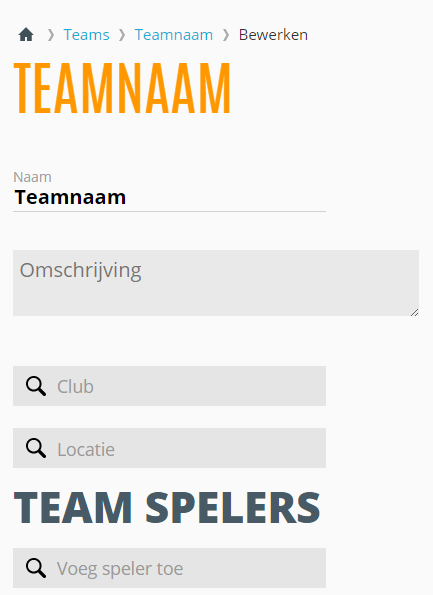 Teams Teamnaam Bewerken
TEAMNAAM
Naam
Teamnaam
Omschrijving
Club
Locatie
TEAM SPELERS
Voeg speler toe